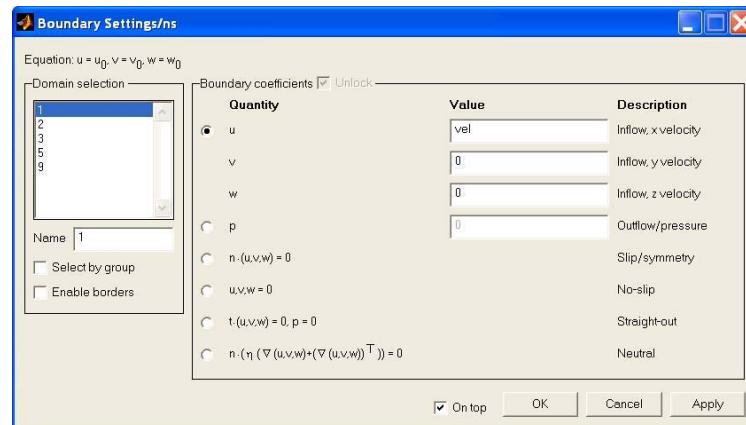 Boundary Settings/ns
Equation: u = u0, v = v0, w = w0
Domain selection
1
2
3
5
9
Name 1
Select by group
Enable borders
Boundary coefficients Unlock
Quantity Value Description
u vel Inflow, x velocity
v 0 Inflow, y velocity
w 0 Inflow, z velocity
p 0 Outflow/pressure
n·(u,v,w) = 0 Slip/symmetry
u,v,w = 0 No-slip
t·(u,v,w) = 0, p = 0 Straight-out
n·(η (∇ (u,v,w)+(∇ (u,v,w))⊤ )) = 0 Neutral
On top OK Cancel Apply